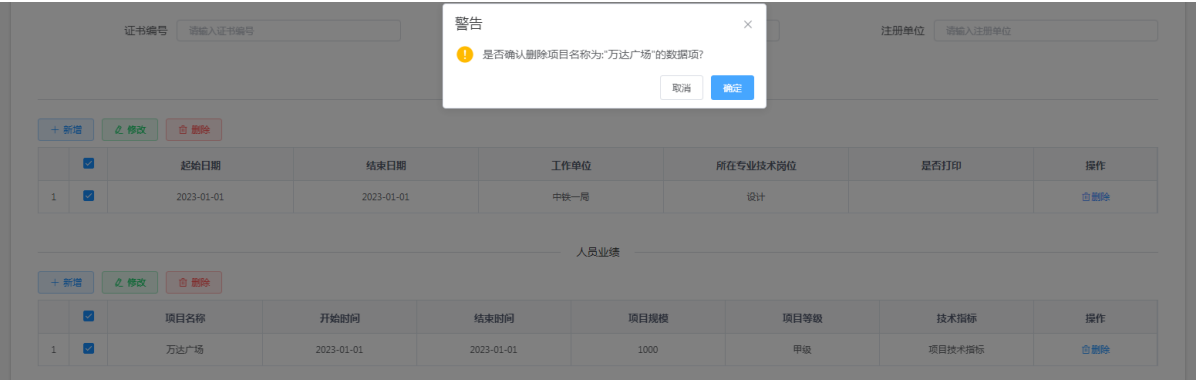 警告
证书编号 请输入证书编号 注册单位 请输入注册单位
是否确认删除项目名称为:"万达广场"的数据项?
取消 确定
新增 修改 删除
起始日期 结束日期 工作单位 所在专业技术岗位 是否打印 操作
1 2023-01-01 2023-01-01 中铁一局 设计 删除
人员业绩
新增 修改 删除
项目名称 开始时间 结束时间 项目规模 项目等级 技术指标 操作
1 万达广场 2023-01-01 2023-01-01 1000 甲级 项目技术指标 删除